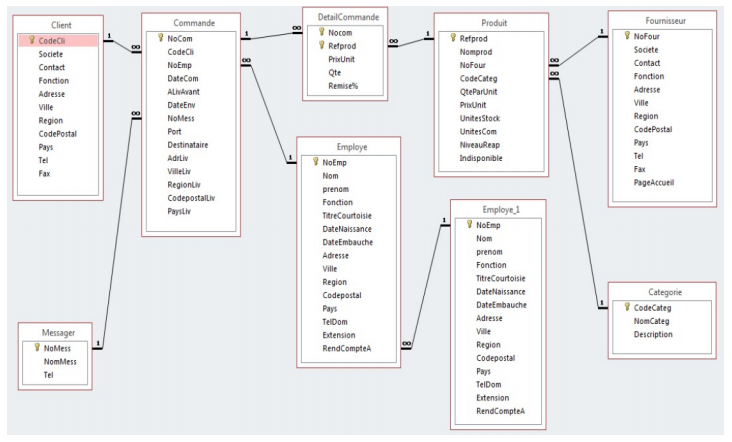 Client
CodeCli
Societe
Contact
Fonction
Adresse
Ville
Region
CodePostal
Pays
Tel
Fax
1
∞
Commande
NoCom
CodeCli
NoEmp
DateCom
ALivAvant
DateEnv
NoMess
Port
Destinataire
AdrLiv
VilleLiv
RegionLiv
CodepostalLiv
PaysLiv
1
∞
∞
∞
DetailCommande
Nocom
Refprod
PrixUnit
Qte
Remise%
∞
1
Produit
Refprod
Nomprod
NoFour
CodeCateg
QteParUnit
PrixUnit
UnitesStock
UnitesCom
NiveauReap
Indisponible
∞
∞
1
Fournisseur
NoFour
Societe
Contact
Fonction
Adresse
Ville
Region
CodePostal
Pays
Tel
Fax
PageAccueil
1
Employe
NoEmp
Nom
prenom
Fonction
TitreCourtoisie
DateNaissance
DateEmbauche
Adresse
Ville
Region
Codepostal
Pays
TelDom
Extension
RendCompteA
∞
1
Employe_1
NoEmp
Nom
prenom
Fonction
TitreCourtoisie
DateNaissance
DateEmbauche
Adresse
Ville
Region
Codepostal
Pays
TelDom
Extension
RendCompteA
1
Categorie
CodeCateg
NomCateg
Description
Messager
NoMess
NomMess
Tel
1